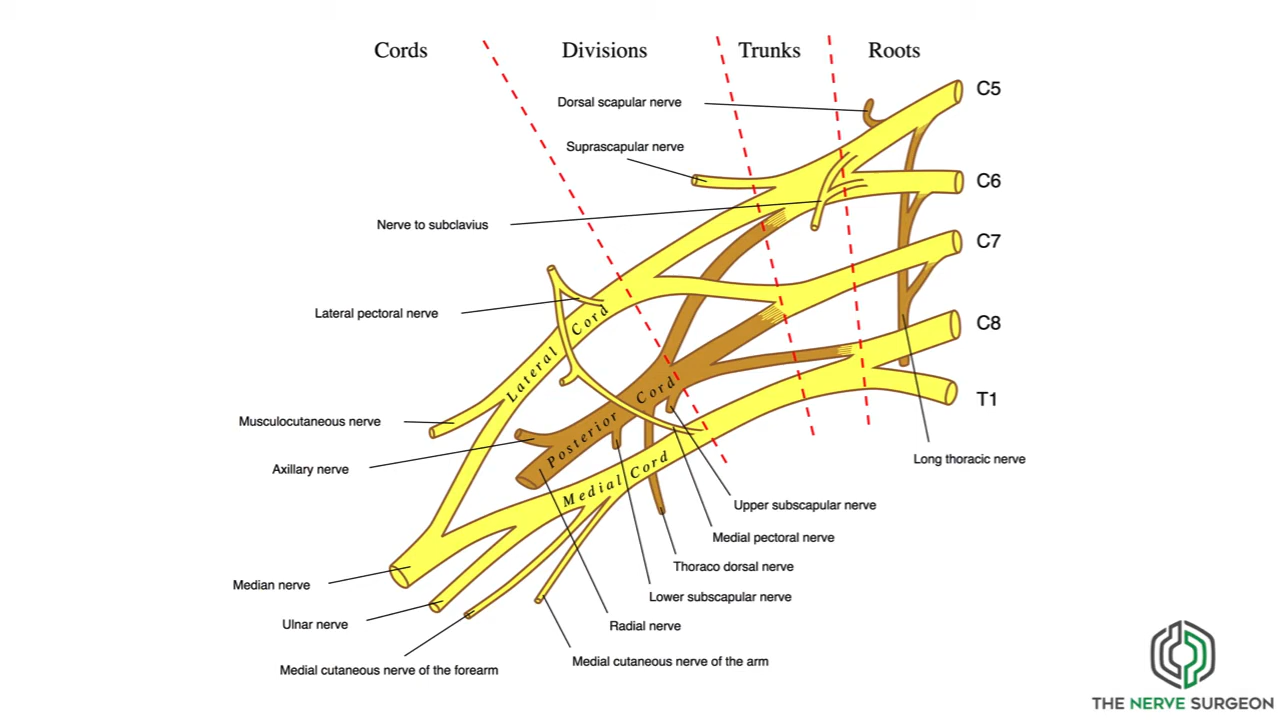 Cords
Divisions
Trunks
Roots
C5
Dorsal scapular nerve
Suprascapular nerve
C6
Nerve to subclavius
C7
Lateral pectoral nerve
Lateral Cord
C8
Posterior Cord
T1
Musculocutaneous nerve
Axillary nerve
Medial Cord
Long thoracic nerve
Upper subscapular nerve
Medial pectoral nerve
Thoraco dorsal nerve
Median nerve
Lower subscapular nerve
Ulnar nerve
Radial nerve
Medial cutaneous nerve of the arm
Medial cutaneous nerve of the forearm
THE NERVE SURGEON